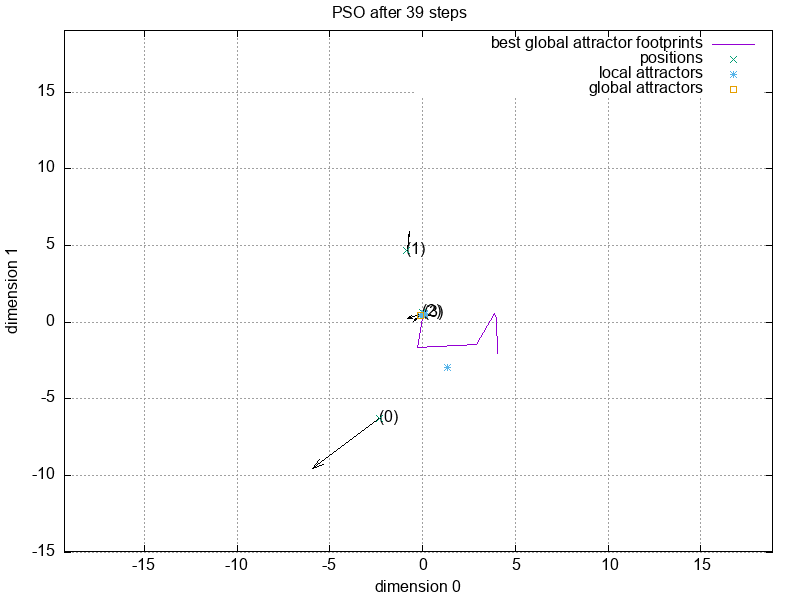 PSO after 39 steps
best global attractor footprints
positions
local attractors
global attractors
15
10
5
0
-5
-10
-15
dimension 1
(1)
(0)
-15
-10
-5
0
5
10
15
dimension 0